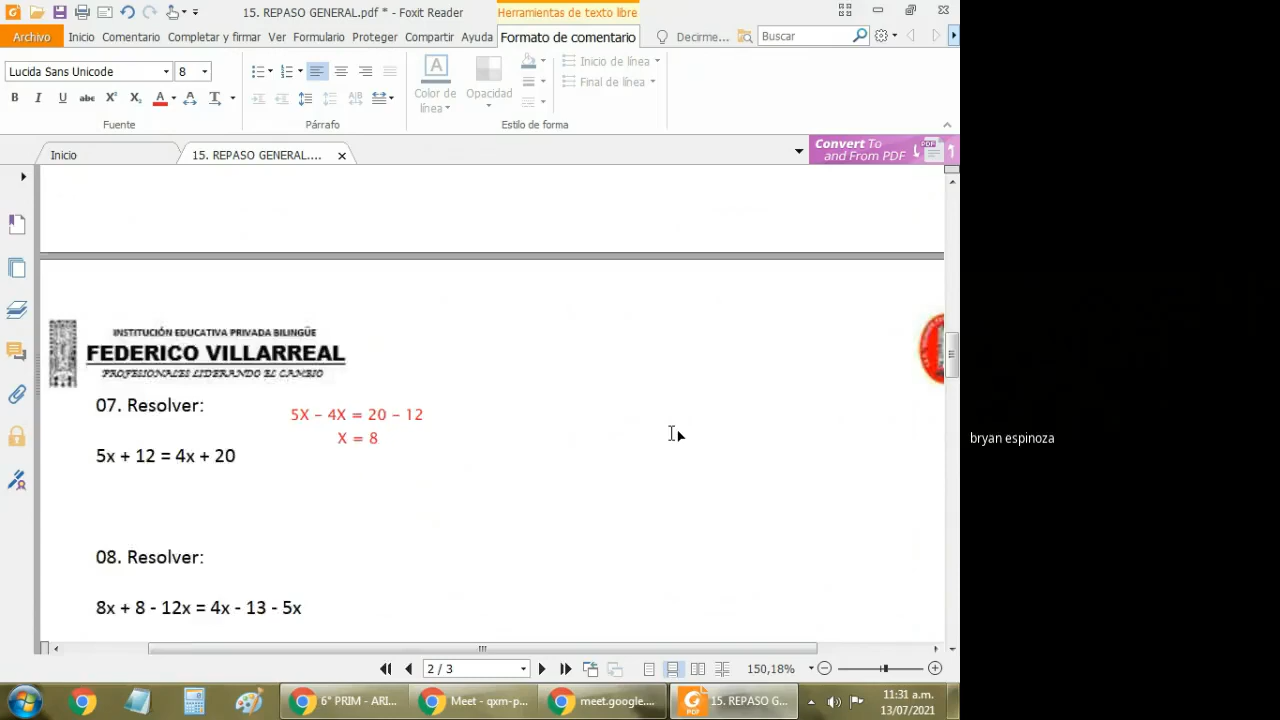 15. REPASO GENERAL.pdf * - Foxit Reader
Herramientas de texto libre
Archivo Inicio Comentario Completar y firmar Ver Formulario Proteger Compartir Ayuda Formato de comentario Decirme... Buscar
Lucida Sans Unicode 8
Color de línea
Opacidad
Inicio de línea
Final de línea
Fuente Párrafo Estilo de forma
Inicio 15. REPASO GENERAL....
Convert To
and From PDF
INSTITUCIÓN EDUCATIVA PRIVADA BILINGÜE
FEDERICO VILLARREAL
PROFESIONALES LIDERANDO EL CAMBIO
07. Resolver:
5X – 4X = 20 – 12
X = 8
5x + 12 = 4x + 20
bryan espinoza
08. Resolver:
8x + 8 - 12x = 4x - 13 - 5x
2 / 3
150,18%
6° PRIM - ARI...
Meet - qxm-p...
meet.google....
15. REPASO G...
11:31 a.m.
13/07/2021